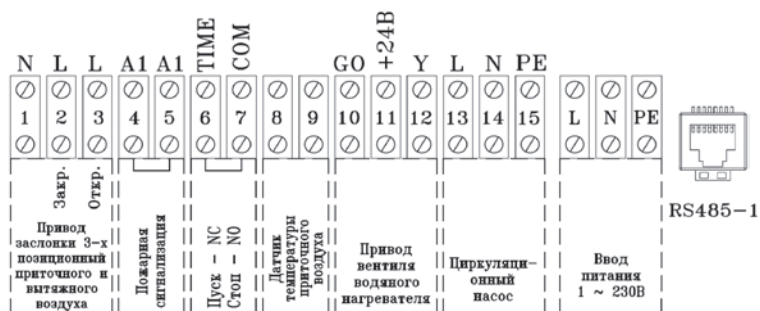 N L L A1 A1 TIME COM GO +24В Y L N PE
1 2 3 4 5 6 7 8 9 10 11 12 13 14 15 L N PE
RS485-1
Закр.
Откр.
Привод
заслонки 3-х
позиционный
приточного и
вытяжного
воздуха
Пожарная
сигнализация
Пуск - NC
Стоп - NO
Датчик
температуры
приточного
воздуха
Привод
вентиля
водяного
нагревателя
Циркуляци-
онный
насос
Ввод
питания
1 ~ 230В